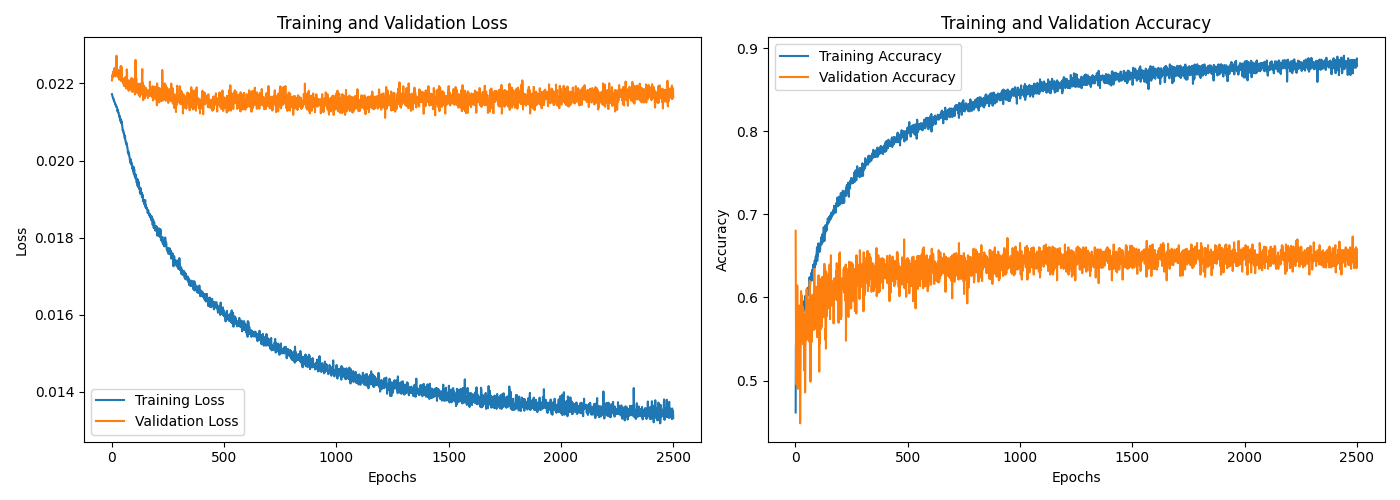 Training and Validation Loss
0.022
0.020
0.018
0.016
0.014
Loss
Training Loss
Validation Loss
0 500 1000 1500 2000 2500
Epochs
Training and Validation Accuracy
0.9
0.8
0.7
0.6
0.5
Accuracy
Training Accuracy
Validation Accuracy
0 500 1000 1500 2000 2500
Epochs